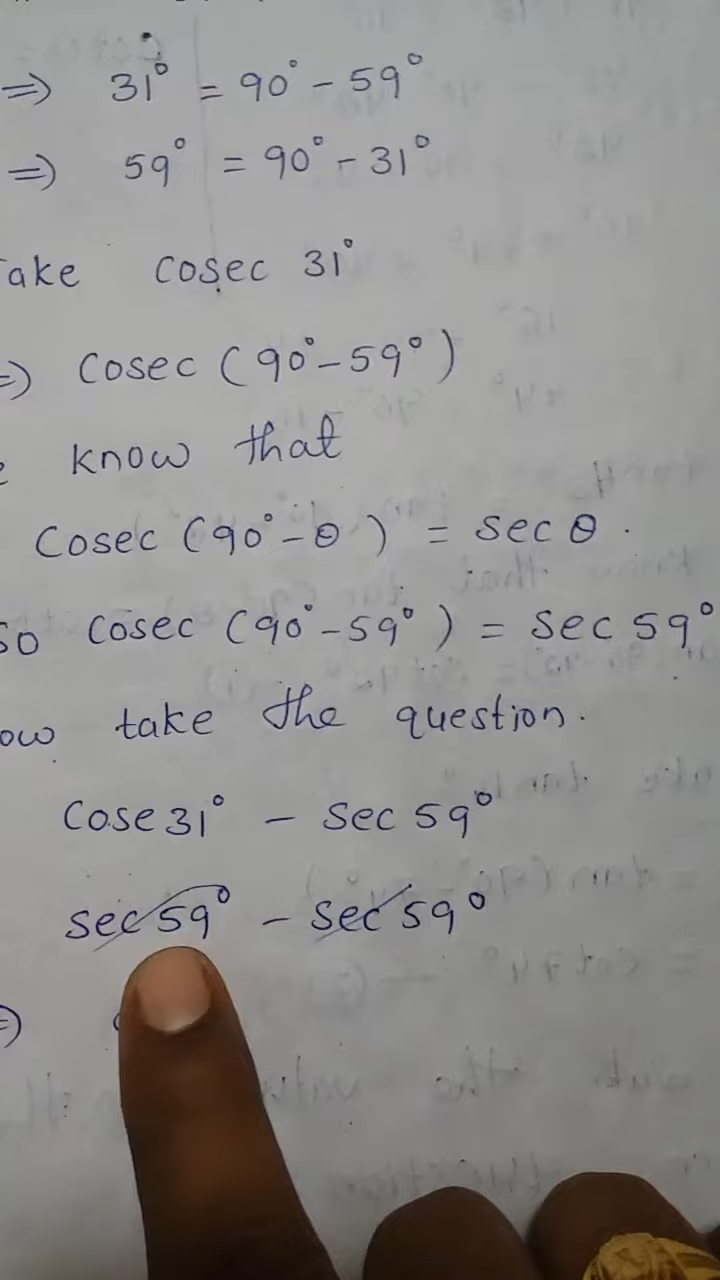 =) 31° = 90° - 59°
=) 59° = 90° - 31°
ake cosec 31°
=) cosec (90° - 59°)
e know that
cosec (90° - θ) = sec θ.
so cosec (90° - 59°) = sec 59°
ow take the question.
cose 31° - sec 59°
sec 59° - sec 59°
=)